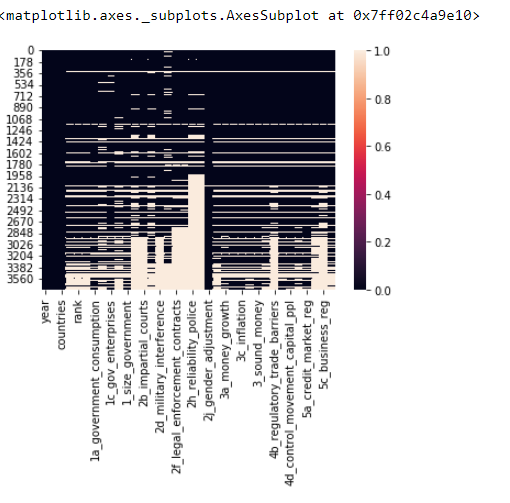 <matplotlib.axes._subplots.AxesSubplot at 0x7ff02c4a9e10>
0
178
356
534
712
890
1068
1246
1424
1602
1780
1958
2136
2314
2492
2670
2848
3026
3204
3382
3560
1.0
0.8
0.6
0.4
0.2
0.0
year
countries
rank
1a_government_consumption
1c_gov_enterprises
1_size_government
2b_impartial_courts
2d_military_interference
2f_legal_enforcement_contracts
2h_reliability_police
2j_gender_adjustment
3a_money_growth
3c_inflation
3_sound_money
4b_regulatory_trade_barriers
4d_control_movement_capital_ppl
5a_credit_market_reg
5c_business_reg